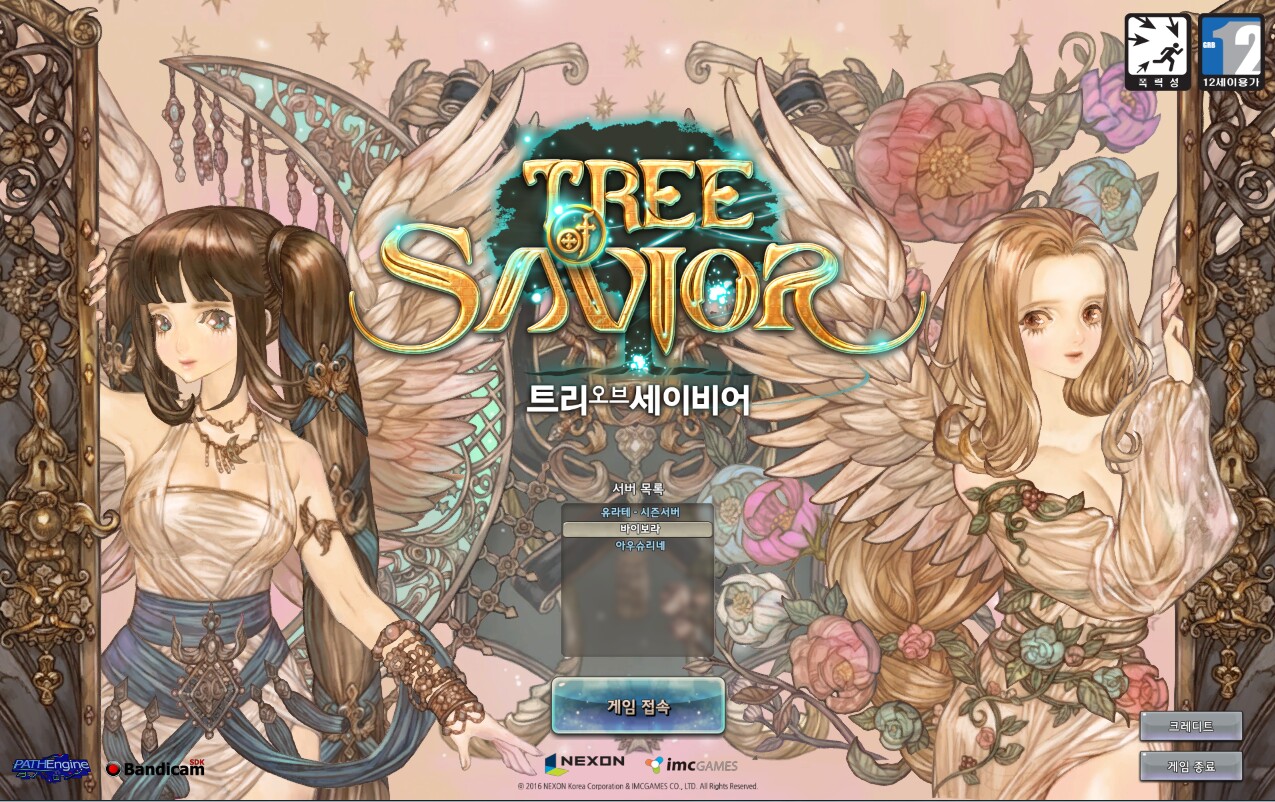 폭력성
GRB
12
12세이용가
TREE
of
SAVIOR
트리오브세이비어
서버 목록
유라테 - 시즌서버
바이보라
아우슈리네
게임 접속
크레디트
게임 종료
PATHEngine
Bandicam SDK
NEXON
imcGAMES
© 2016 NEXON Korea Corporation & IMCGAMES CO., LTD. All Rights Reserved.